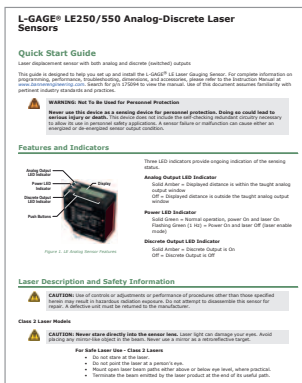 L-GAGE® LE250/550 Analog-Discrete Laser
Sensors
Quick Start Guide
Laser displacement sensor with both analog and discrete (switched) outputs
This guide is designed to help you set up and install the L-GAGE® LE Laser Gauging Sensor. For complete information on
programming, performance, troubleshooting, dimensions, and accessories, please refer to the Instruction Manual at
www.bannerengineering.com. Search for p/n 175094 to view the manual. Use of this document assumes familiarity with
pertinent industry standards and practices.
WARNING: Not To Be Used for Personnel Protection
Never use this device as a sensing device for personnel protection. Doing so could lead to
serious injury or death. This device does not include the self-checking redundant circuitry necessary
to allow its use in personnel safety applications. A sensor failure or malfunction can cause either an
energized or de-energized sensor output condition.
Features and Indicators
Analog Output
LED Indicator
Power LED
Indicator
Discrete Output
LED Indicator
Push Buttons
Display
Figure 1. LE Analog Sensor Features
Three LED indicators provide ongoing indication of the sensing
status.
Analog Output LED Indicator
Solid Amber = Displayed distance is within the taught analog
output window
Off = Displayed distance is outside the taught analog output
window
Power LED Indicator
Solid Green = Normal operation, power On and laser On
Flashing Green (1 Hz) = Power On and laser Off (laser enable
mode)
Discrete Output LED Indicator
Solid Amber = Discrete Output is On
Off = Discrete Output is Off
Laser Description and Safety Information
CAUTION: Use of controls or adjustments or performance of procedures other than those specified
herein may result in hazardous radiation exposure. Do not attempt to disassemble this sensor for
repair. A defective unit must be returned to the manufacturer.
Class 2 Laser Models
CAUTION: Never stare directly into the sensor lens. Laser light can damage your eyes. Avoid
placing any mirror-like object in the beam. Never use a mirror as a retroreflective target.
For Safe Laser Use - Class 2 Lasers
• Do not stare at the laser.
• Do not point the laser at a person's eye.
• Mount open laser beam paths either above or below eye level, where practical.
• Terminate the beam emitted by the laser product at the end of its useful path.